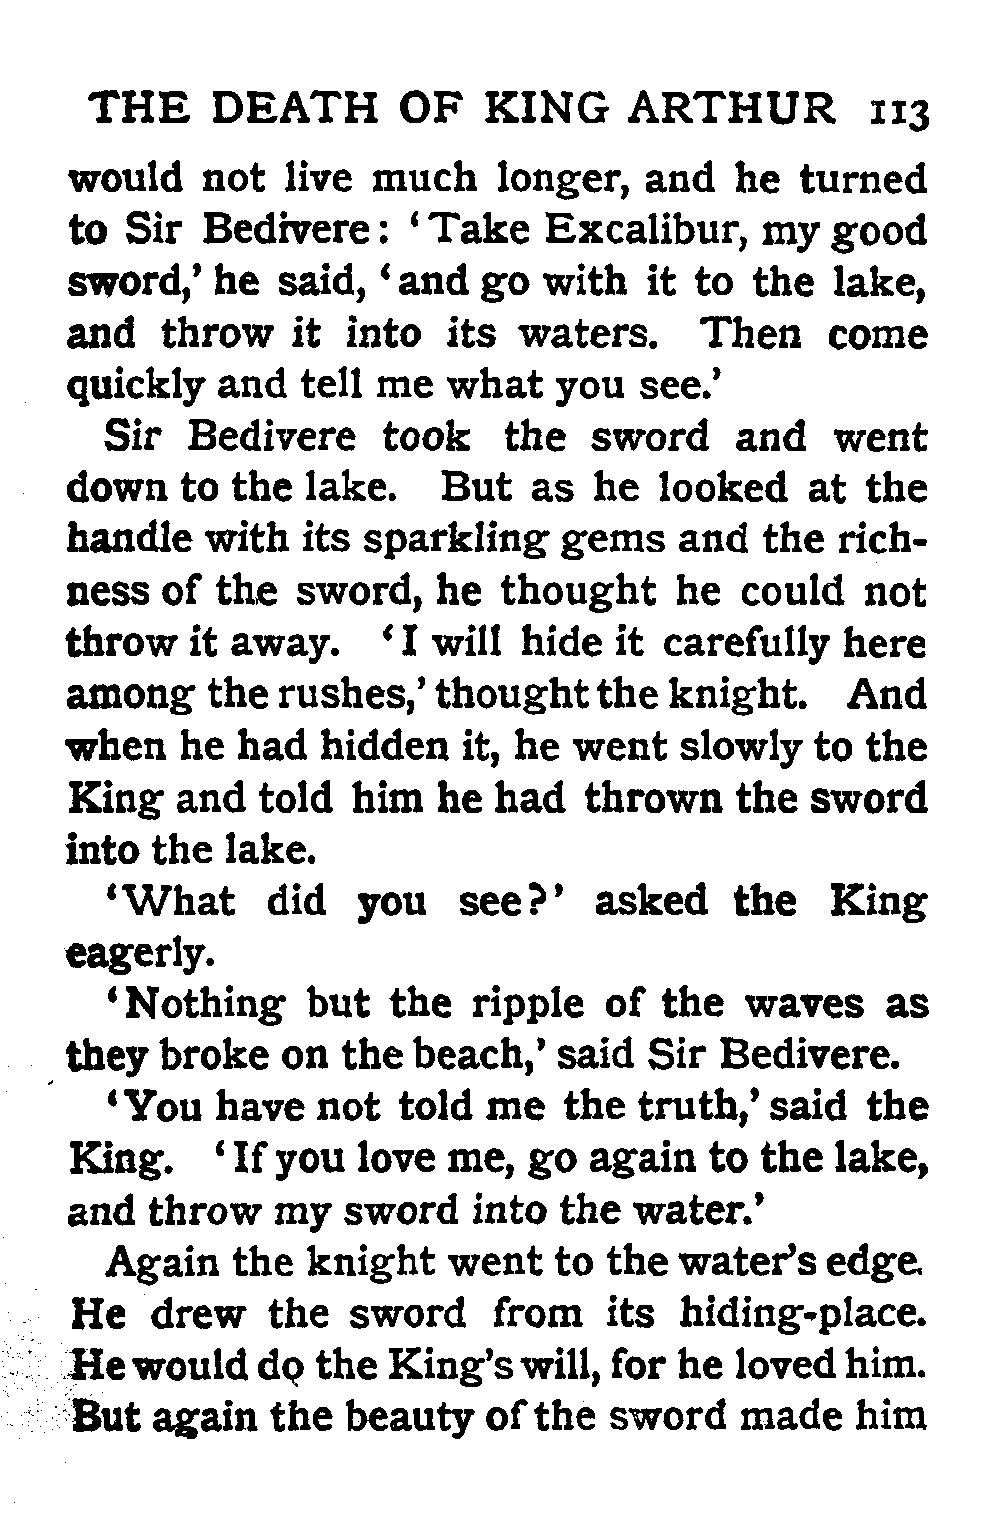 THE DEATH OF KING ARTHUR 113
would not live much longer, and he turned
to Sir Bedivere: ‘Take Excalibur, my good
sword,’ he said, ‘and go with it to the lake,
and throw it into its waters. Then come
quickly and tell me what you see.’
Sir Bedivere took the sword and went
down to the lake. But as he looked at the
handle with its sparkling gems and the rich-
ness of the sword, he thought he could not
throw it away. ‘I will hide it carefully here
among the rushes,’ thought the knight. And
when he had hidden it, he went slowly to the
King and told him he had thrown the sword
into the lake.
‘What did you see?’ asked the King
eagerly.
‘Nothing but the ripple of the waves as
they broke on the beach,’ said Sir Bedivere.
‘You have not told me the truth,’ said the
King. ‘If you love me, go again to the lake,
and throw my sword into the water.’
Again the knight went to the water’s edge.
He drew the sword from its hiding-place.
He would do the King’s will, for he loved him.
But again the beauty of the sword made him